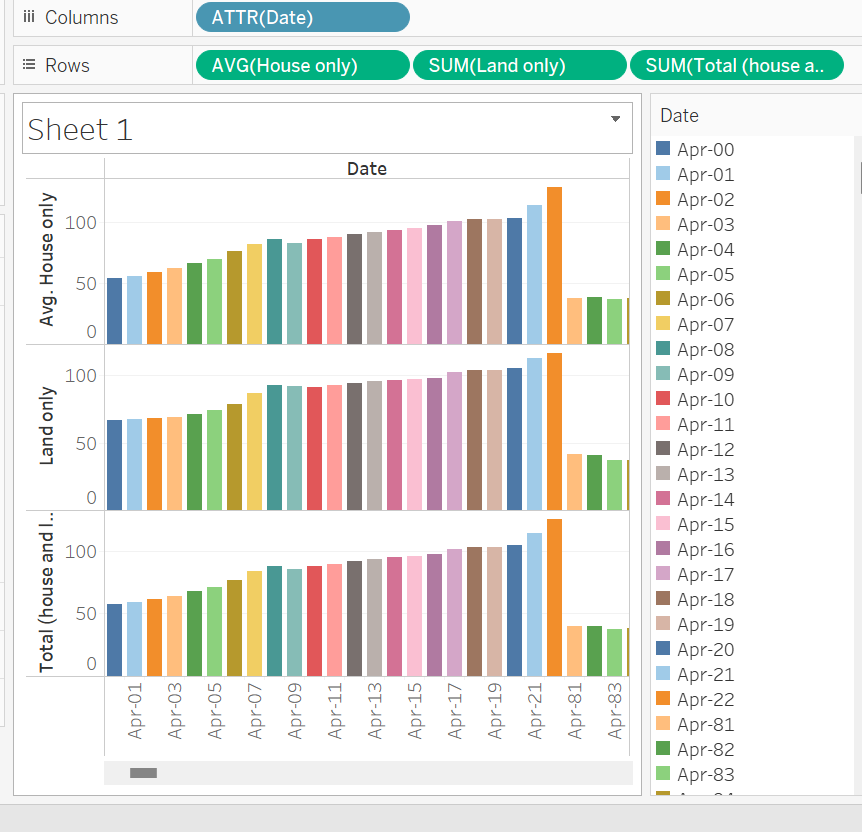 Columns ATTR(Date)
Rows AVG(House only) SUM(Land only) SUM(Total (house a..
Sheet 1
Date
Avg. House only
100
50
0
Land only
100
50
0
Total (house and l..
100
50
0
Apr-01 Apr-03 Apr-05 Apr-07 Apr-09 Apr-11 Apr-13 Apr-15 Apr-17 Apr-19 Apr-21 Apr-81 Apr-83
Date
Apr-00
Apr-01
Apr-02
Apr-03
Apr-04
Apr-05
Apr-06
Apr-07
Apr-08
Apr-09
Apr-10
Apr-11
Apr-12
Apr-13
Apr-14
Apr-15
Apr-16
Apr-17
Apr-18
Apr-19
Apr-20
Apr-21
Apr-22
Apr-81
Apr-82
Apr-83